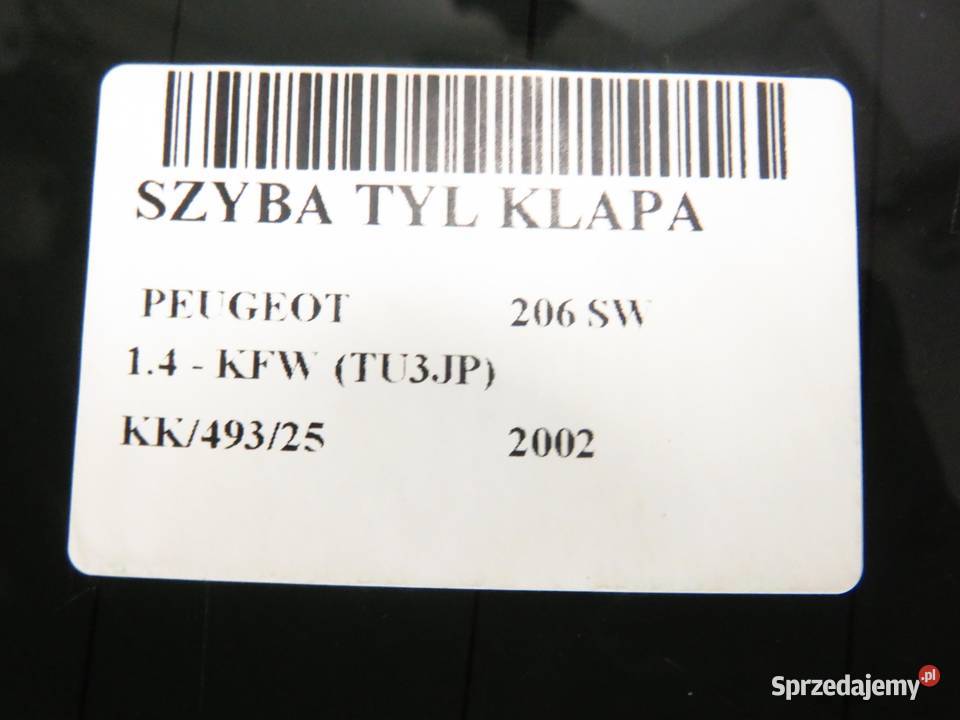 SZYBA TYL KLAPA
PEUGEOT 206 SW
1.4 - KFW (TU3JP)
KK/493/25 2002
Sprzedajemy.pl